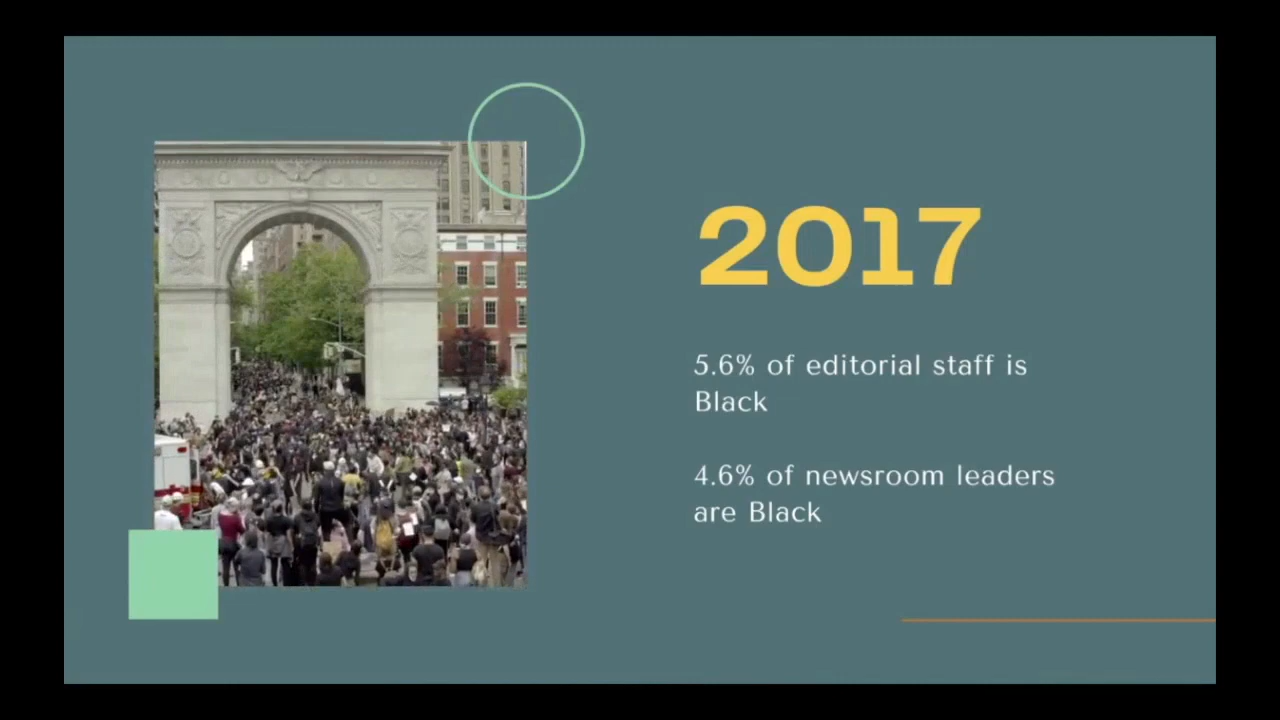 2017
5.6% of editorial staff is
Black
4.6% of newsroom leaders
are Black